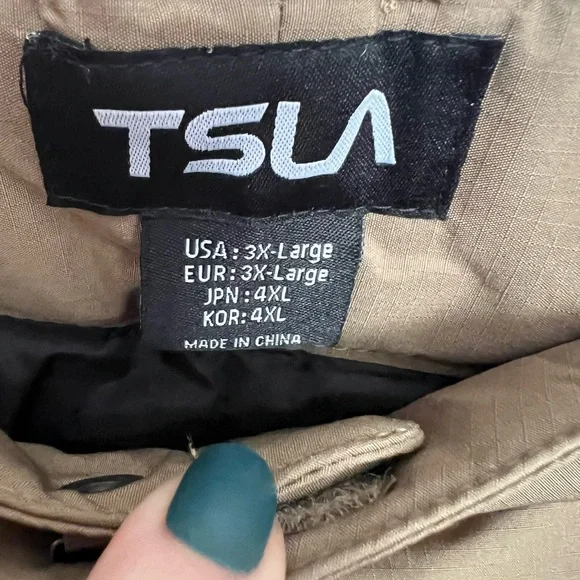 TSLA
USA: 3X-Large
EUR: 3X-Large
JPN: 4XL
KOR: 4XL
MADE IN CHINA